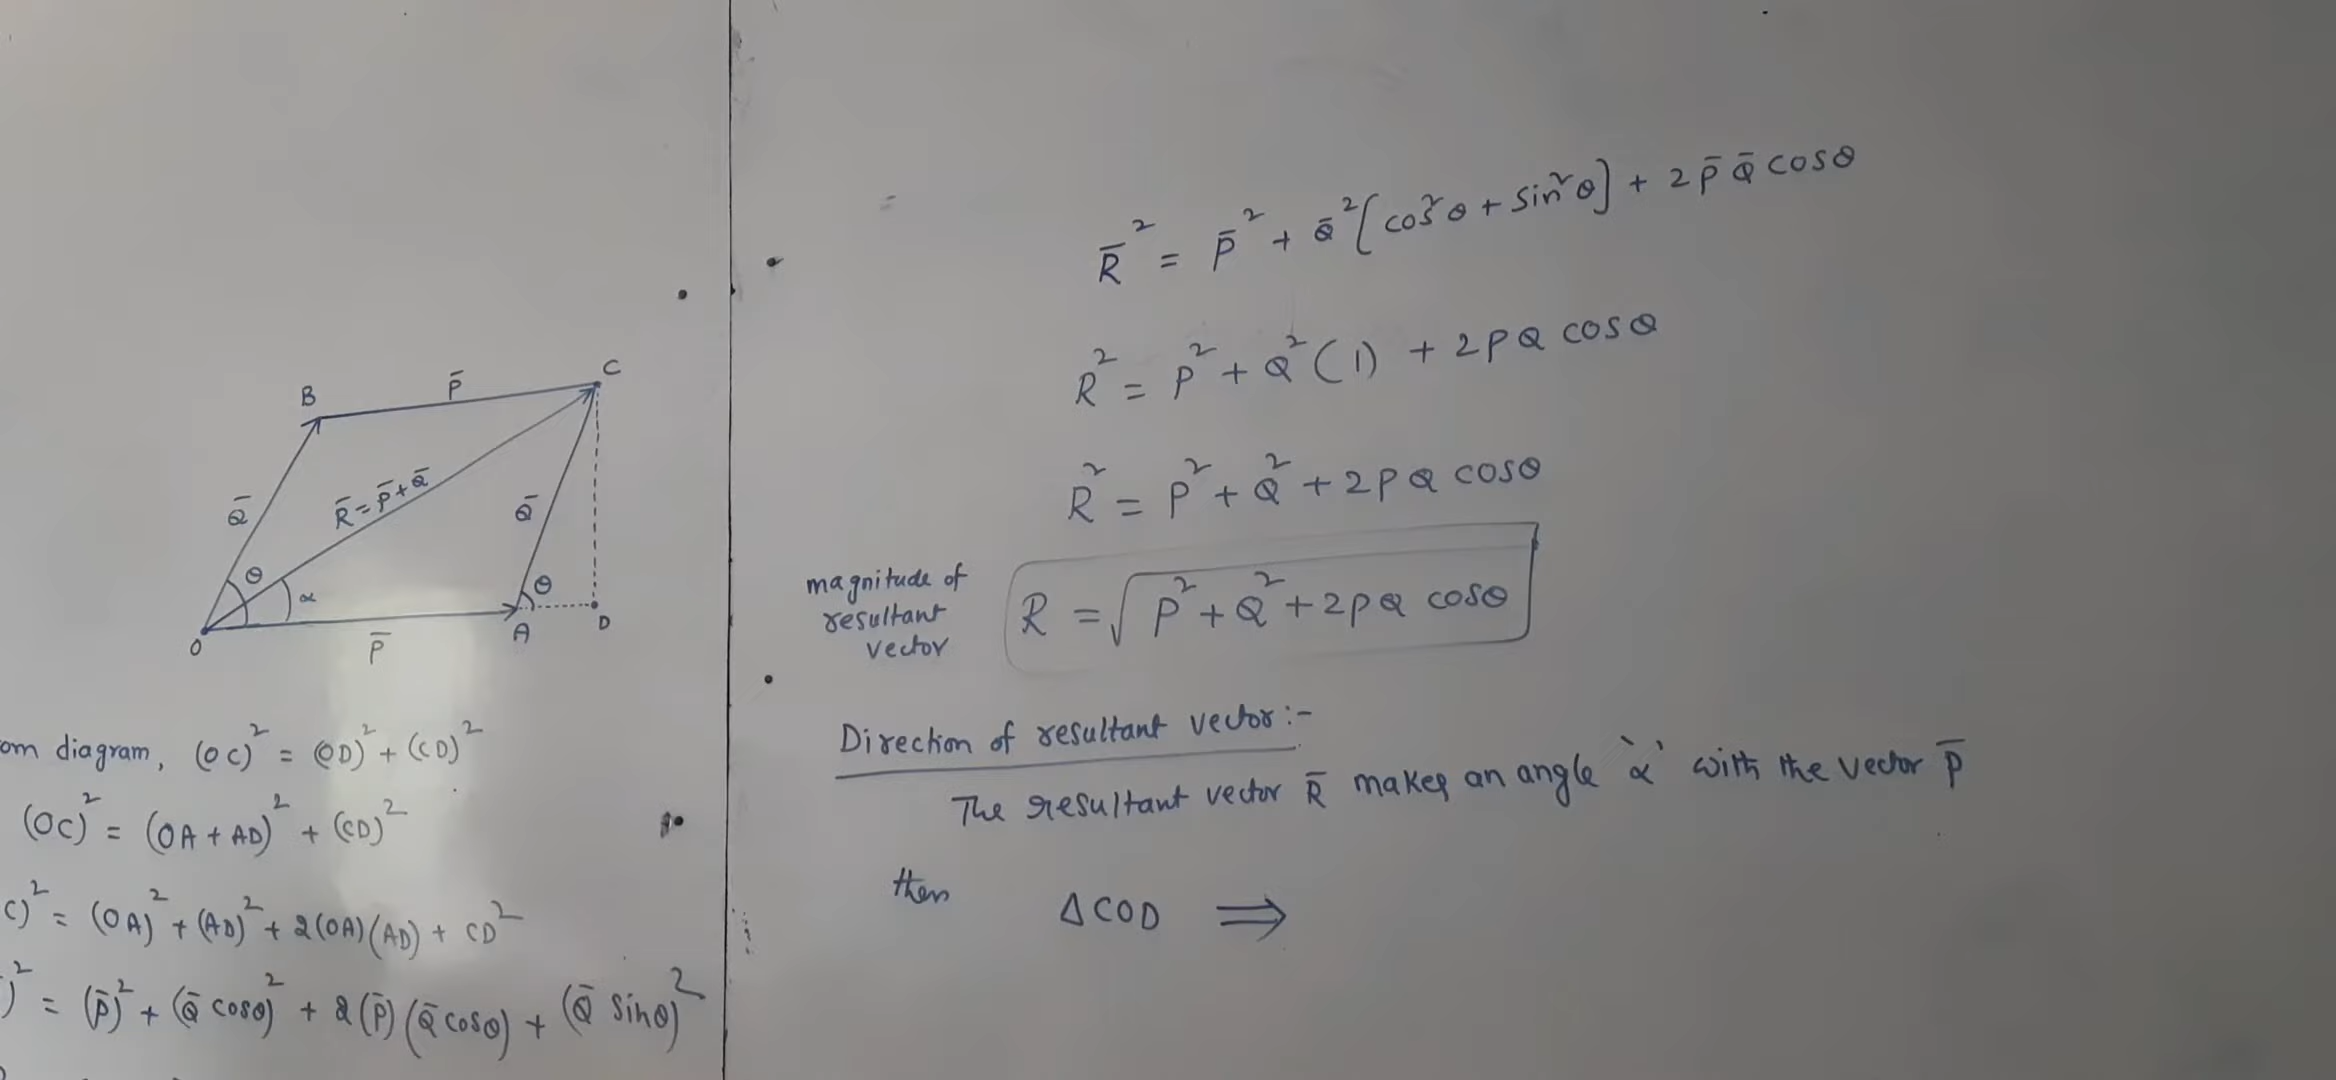 B
P̄
C
Q̄
R̄ = P̄ + Q̄
Q̄
θ
α
θ
O
P̄
A
D
om diagram, (OC)² = (OD)² + (CD)²
(OC)² = (OA + AD)² + (CD)²
C)² = (OA)² + (AD)² + 2(OA)(AD) + CD²
)² = (P̄)² + (Q̄ cosθ)² + 2(P̄)(Q̄ cosθ) + (Q̄ sinθ)²
R̄² = P̄² + Q̄² [cos²θ + sin²θ] + 2 P̄ Q̄ cosθ
R² = P² + Q² (1) + 2PQ cosθ
R² = P² + Q² + 2PQ cosθ
magnitude of
resultant
vector
R = √P² + Q² + 2PQ cosθ
Direction of resultant vector :-
The resultant vector R̄ makes an angle 'α' with the vector P̄
then ΔCOD ⟹